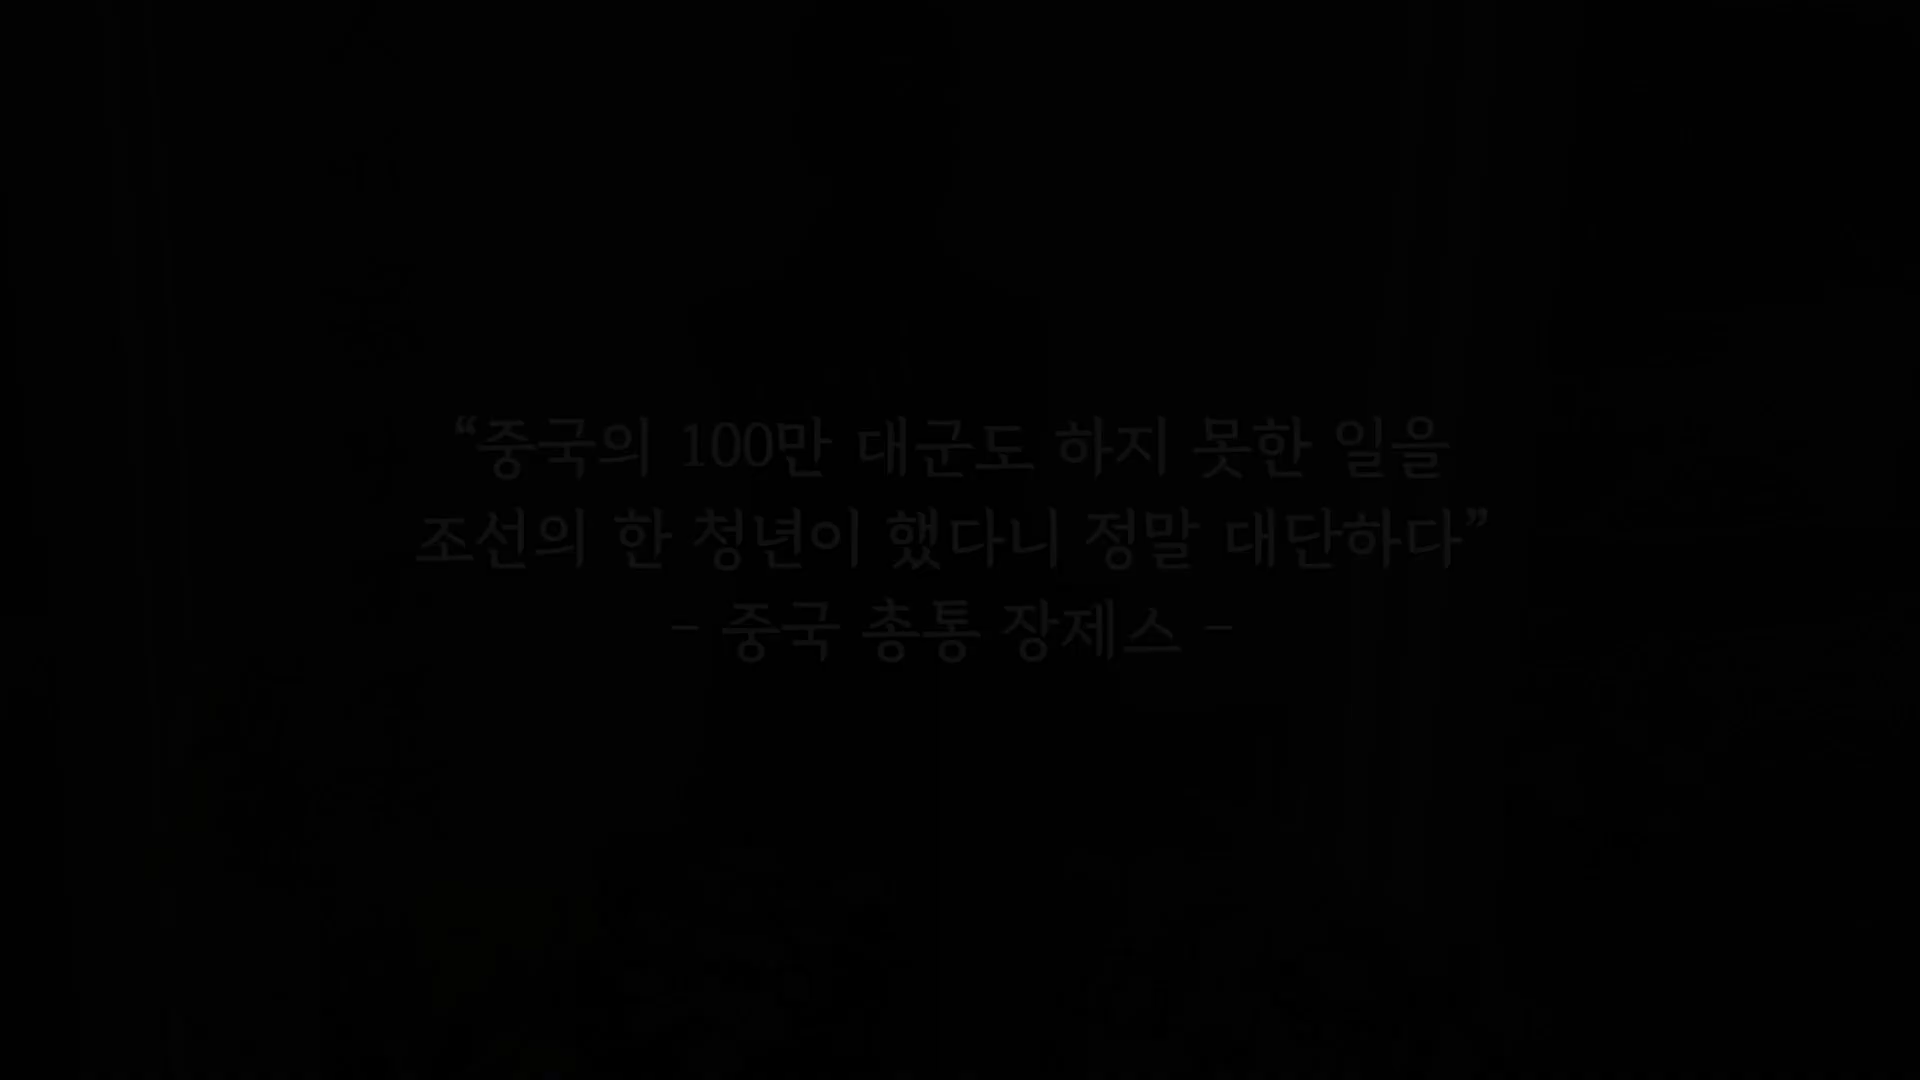 “중국의 100만 대군도 하지 못한 일을
조선의 한 청년이 했다니 정말 대단하다”
- 중국 총통 장제스 -